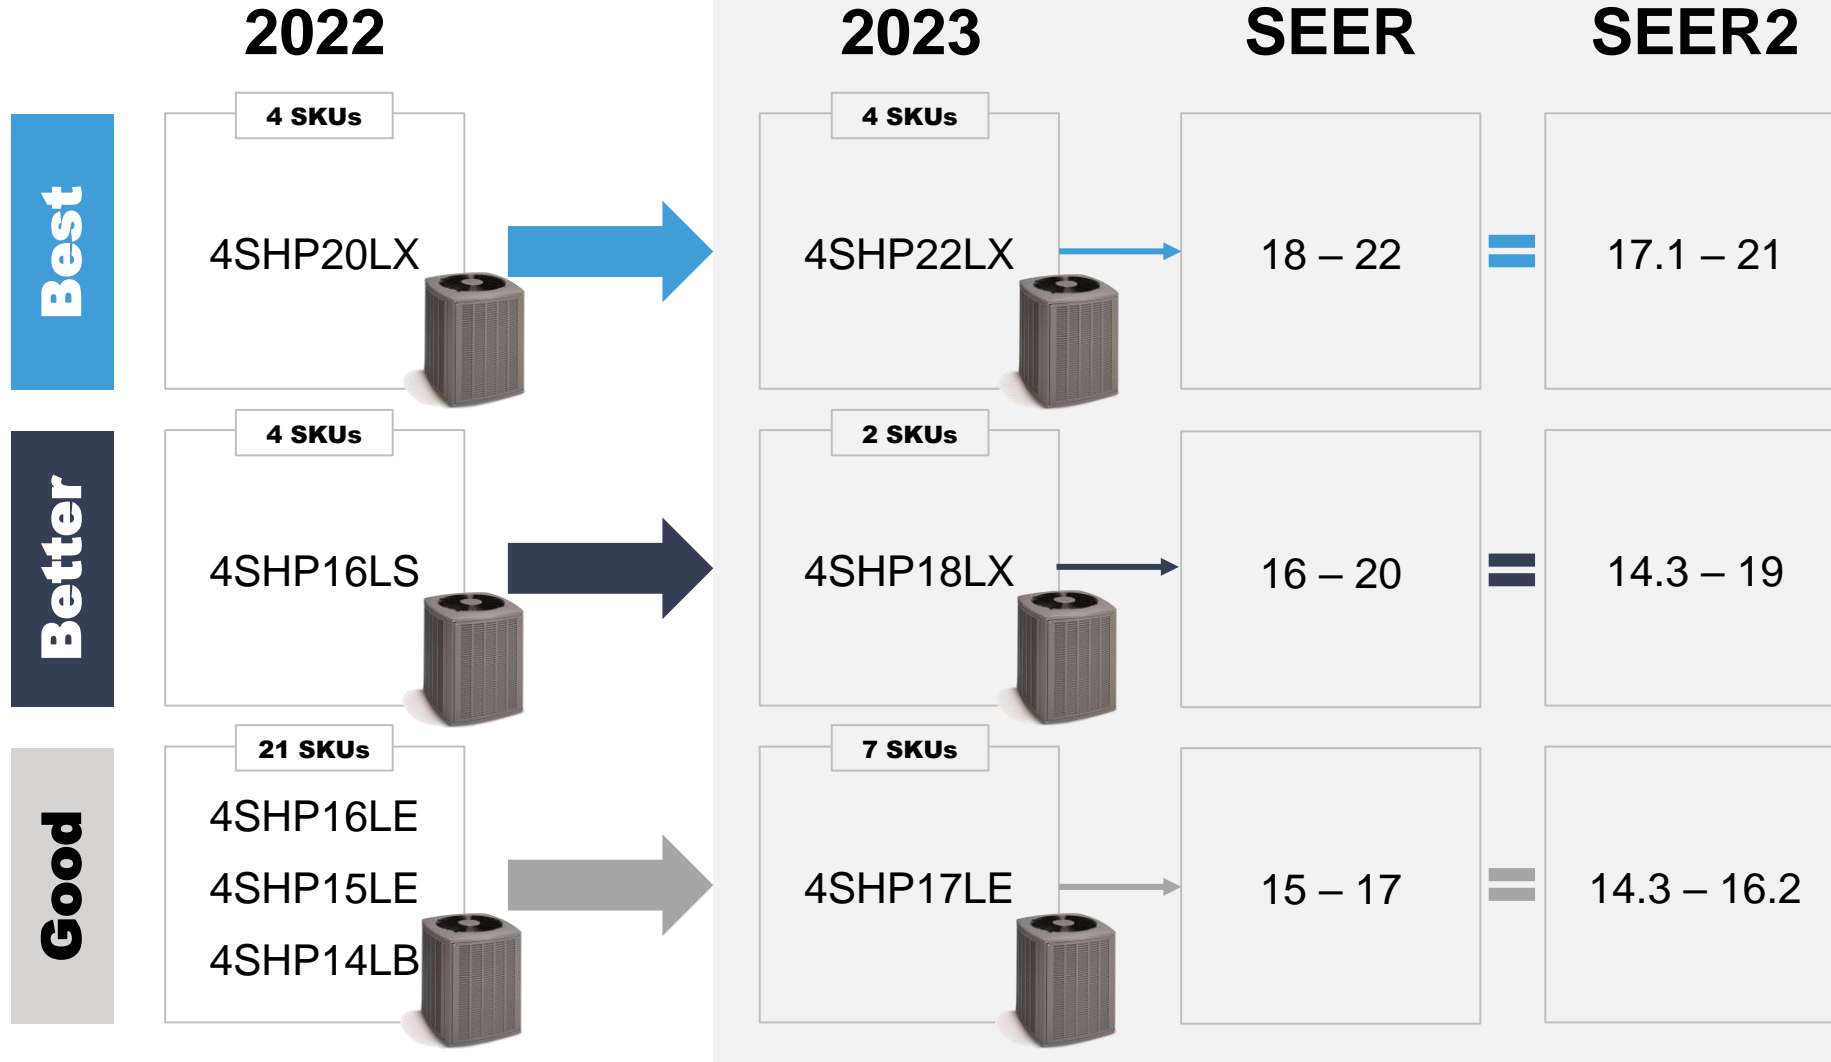 2022
2023
SEER
SEER2
Best
4 SKUs
4SHP20LX
4 SKUs
4SHP22LX
18 – 22
=
17.1 – 21
Better
4 SKUs
4SHP16LS
2 SKUs
4SHP18LX
16 – 20
=
14.3 – 19
Good
21 SKUs
4SHP16LE
4SHP15LE
4SHP14LB
7 SKUs
4SHP17LE
15 – 17
=
14.3 – 16.2